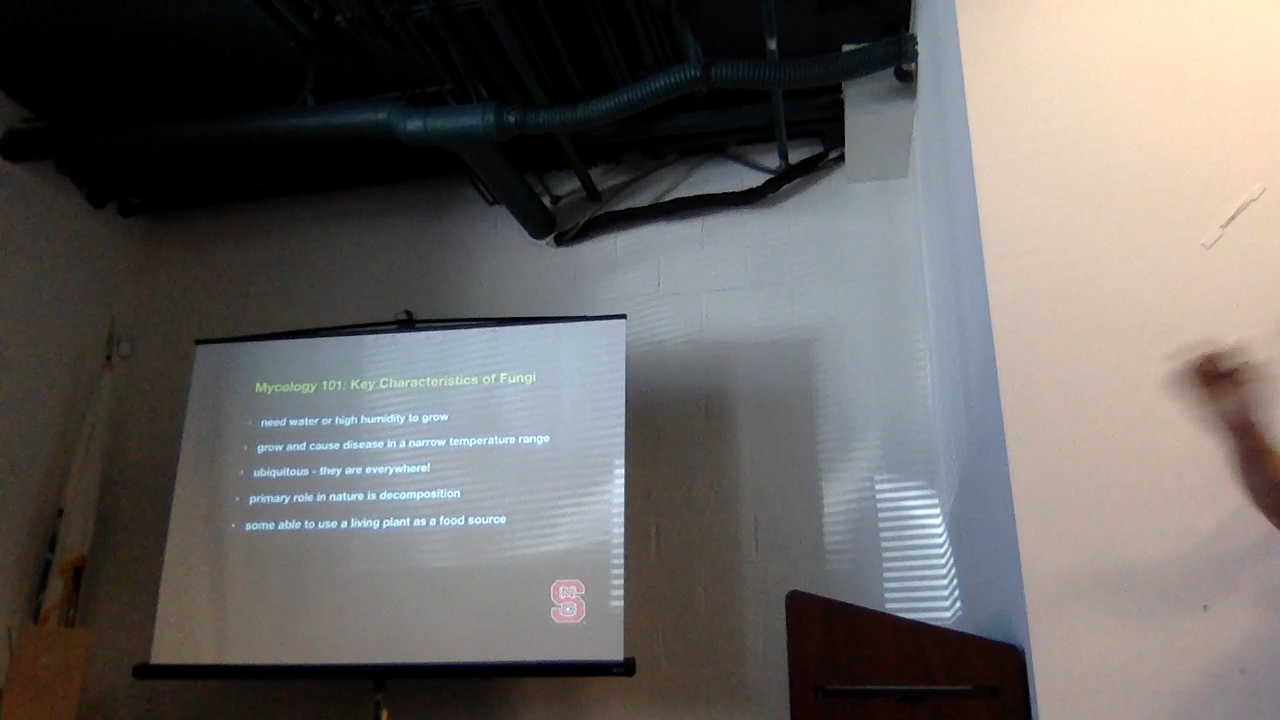 Mycology 101: Key Characteristics of Fungi
need water or high humidity to grow
grow and cause disease in a narrow temperature range
ubiquitous - they are everywhere!
primary role in nature is decomposition
some able to use a living plant as a food source
NCS